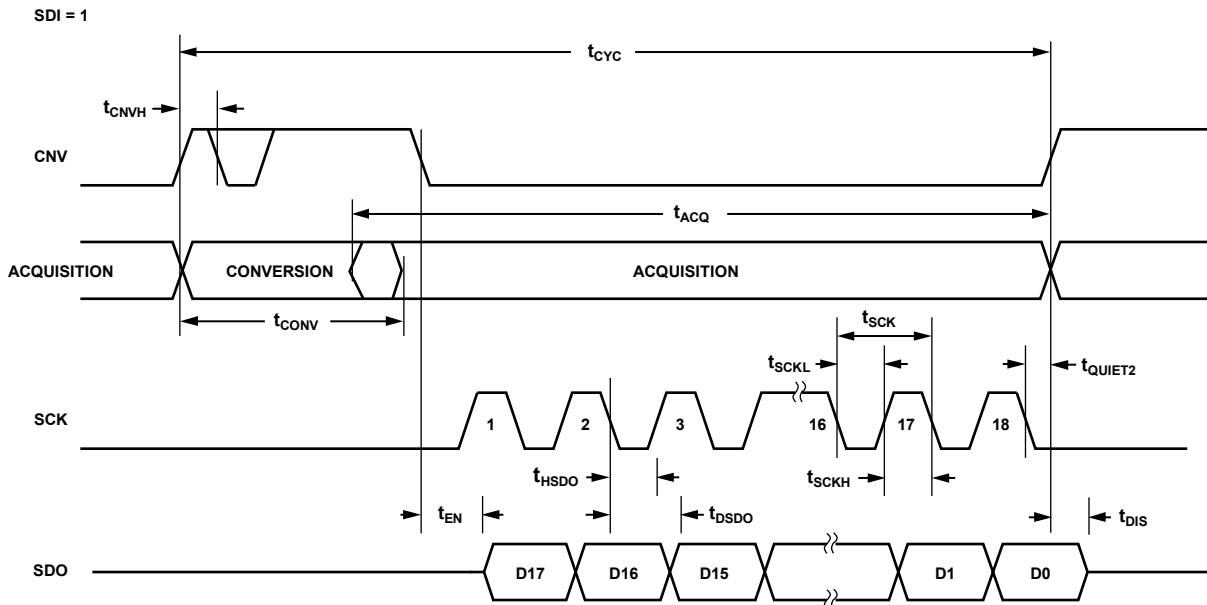 SDI = 1
tCYC
tCNVH
CNV
tACQ
ACQUISITION CONVERSION ACQUISITION
tCONV
tSCK
tSCKL
tQUIET2
SCK 1 2 3 16 17 18
tHSDO
tSCKH
tEN
tDSDO
tDIS
SDO D17 D16 D15 D1 D0